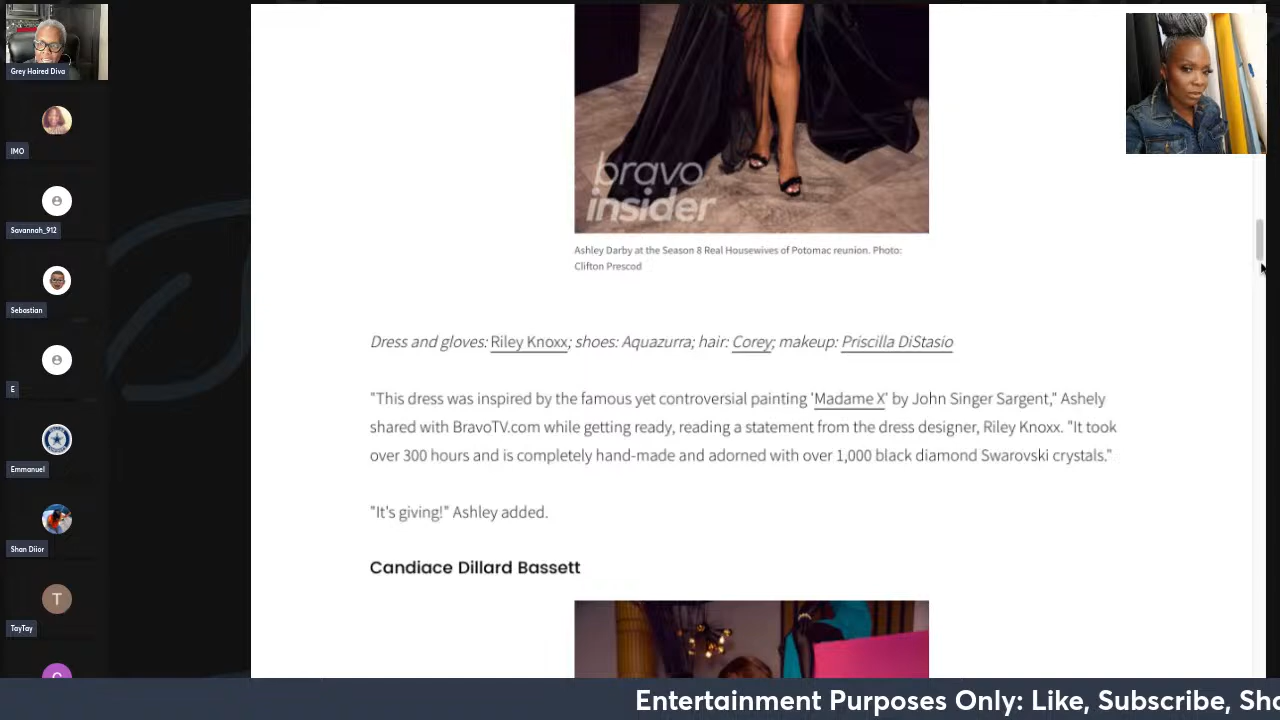 Grey Haired Diva
IMO
Savannah_912
Sebastian
E
Emmanuel
Shan Diior
T
TayTay
bravo
insider
Ashley Darby at the Season 8 Real Housewives of Potomac reunion. Photo:
Clifton Prescod
Dress and gloves: Riley Knoxx; shoes: Aquazurra; hair: Corey; makeup: Priscilla DiStasio
"This dress was inspired by the famous yet controversial painting 'Madame X' by John Singer Sargent," Ashely
shared with BravoTV.com while getting ready, reading a statement from the dress designer, Riley Knoxx. "It took
over 300 hours and is completely hand-made and adorned with over 1,000 black diamond Swarovski crystals."
"It's giving!" Ashley added.
Candiace Dillard Bassett
Entertainment Purposes Only: Like, Subscribe, Sha